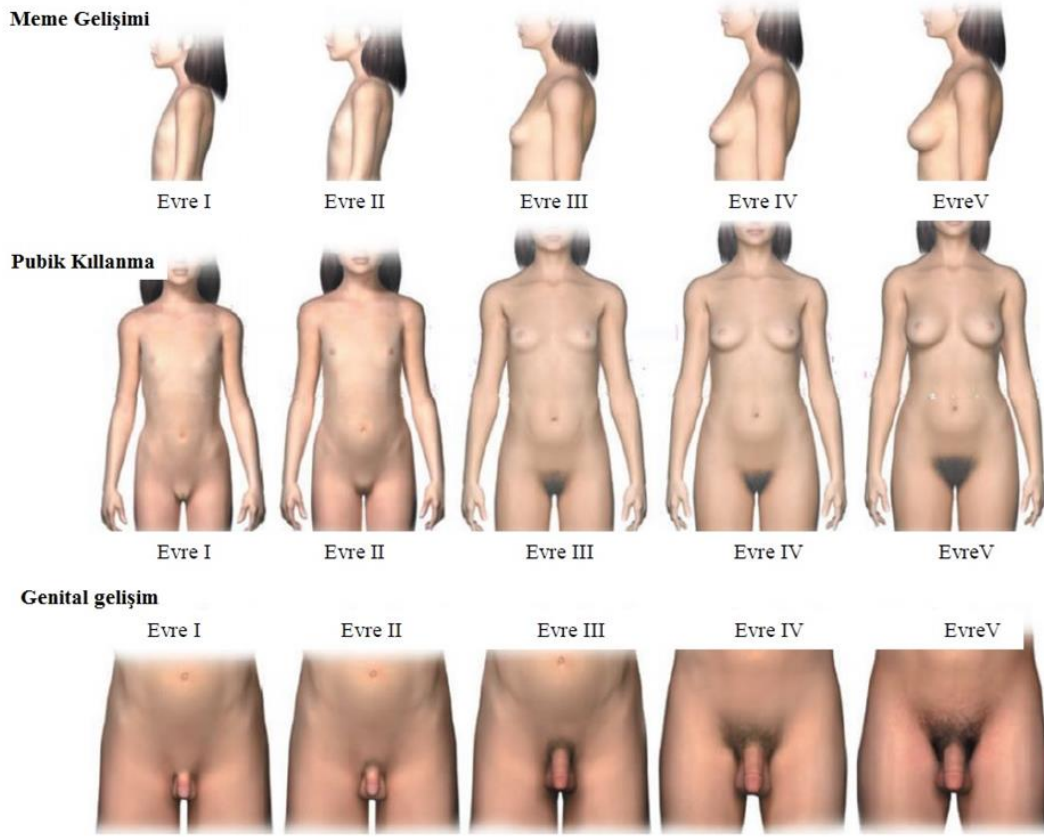 Meme Gelişimi
Evre I Evre II Evre III Evre IV EvreV
Pubik Kıllanma
Evre I Evre II Evre III Evre IV EvreV
Genital gelişim
Evre I Evre II Evre III Evre IV EvreV